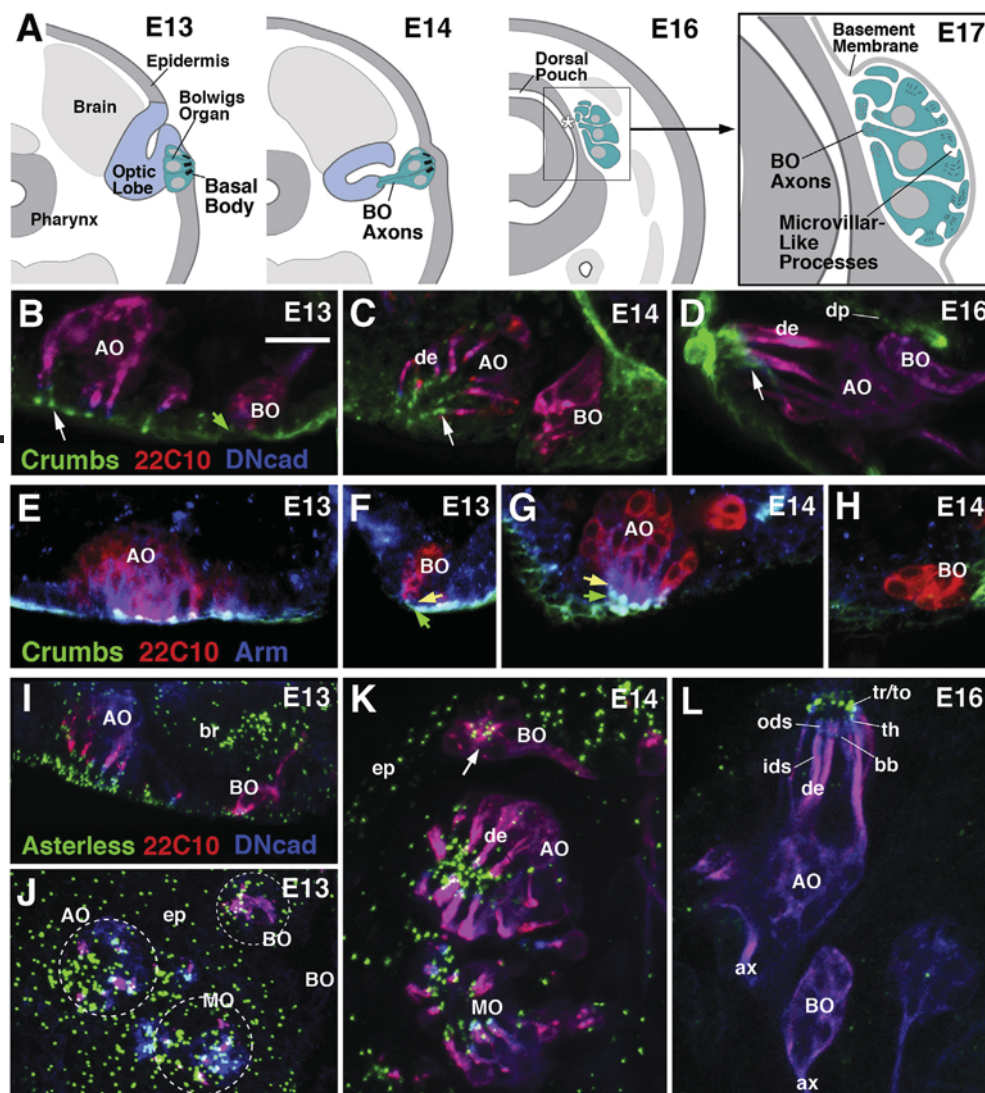 A
E13
Epidermis
Brain
Bolwigs
Organ
Optic
Lobe
Basal
Body
Pharynx
E14
BO
Axons
E16
Dorsal
Pouch
*
E17
Basement
Membrane
BO
Axons
Microvillar-
Like
Processes
B E13
AO
BO
Crumbs 22C10 DNcad
C E14
de AO
BO
D dp E16
de
BO
AO
E E13
AO
Crumbs 22C10 Arm
F E13
BO
G E14
AO
H E14
BO
I E13
AO
br
BO
Asterless 22C10 DNcad
J E13
AO
ep
BO
BO
MO
K E14
BO
ep
de
AO
MO
L tr/to E16
ods th
ids bb
de
AO
ax
BO
ax